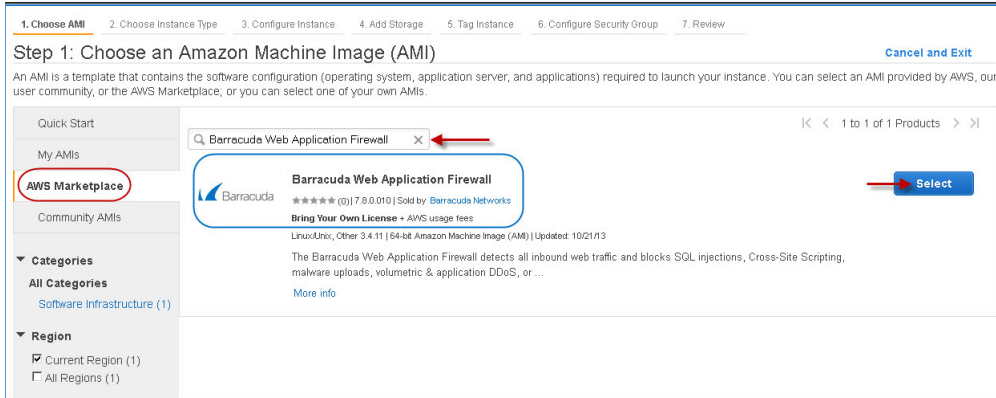 1. Choose AMI 2. Choose Instance Type 3. Configure Instance 4. Add Storage 5. Tag Instance 6. Configure Security Group 7. Review
Step 1: Choose an Amazon Machine Image (AMI)
Cancel and Exit
An AMI is a template that contains the software configuration (operating system, application server, and applications) required to launch your instance. You can select an AMI provided by AWS, our
user community, or the AWS Marketplace; or you can select one of your own AMIs.
Quick Start
My AMIs
AWS Marketplace
Community AMIs
Categories
All Categories
Software Infrastructure (1)
Region
Current Region (1)
All Regions (1)
1 to 1 of 1 Products
Barracuda Web Application Firewall
Barracuda
Barracuda Web Application Firewall
(0) | 7.8.0.010 | Sold by Barracuda Networks
Bring Your Own License + AWS usage fees
Linux/Unix, Other 3.4.11 | 64-bit Amazon Machine Image (AMI) | Updated: 10/21/13
The Barracuda Web Application Firewall detects all inbound web traffic and blocks SQL injections, Cross-Site Scripting,
malware uploads, volumetric & application DDoS, or ...
More info
Select